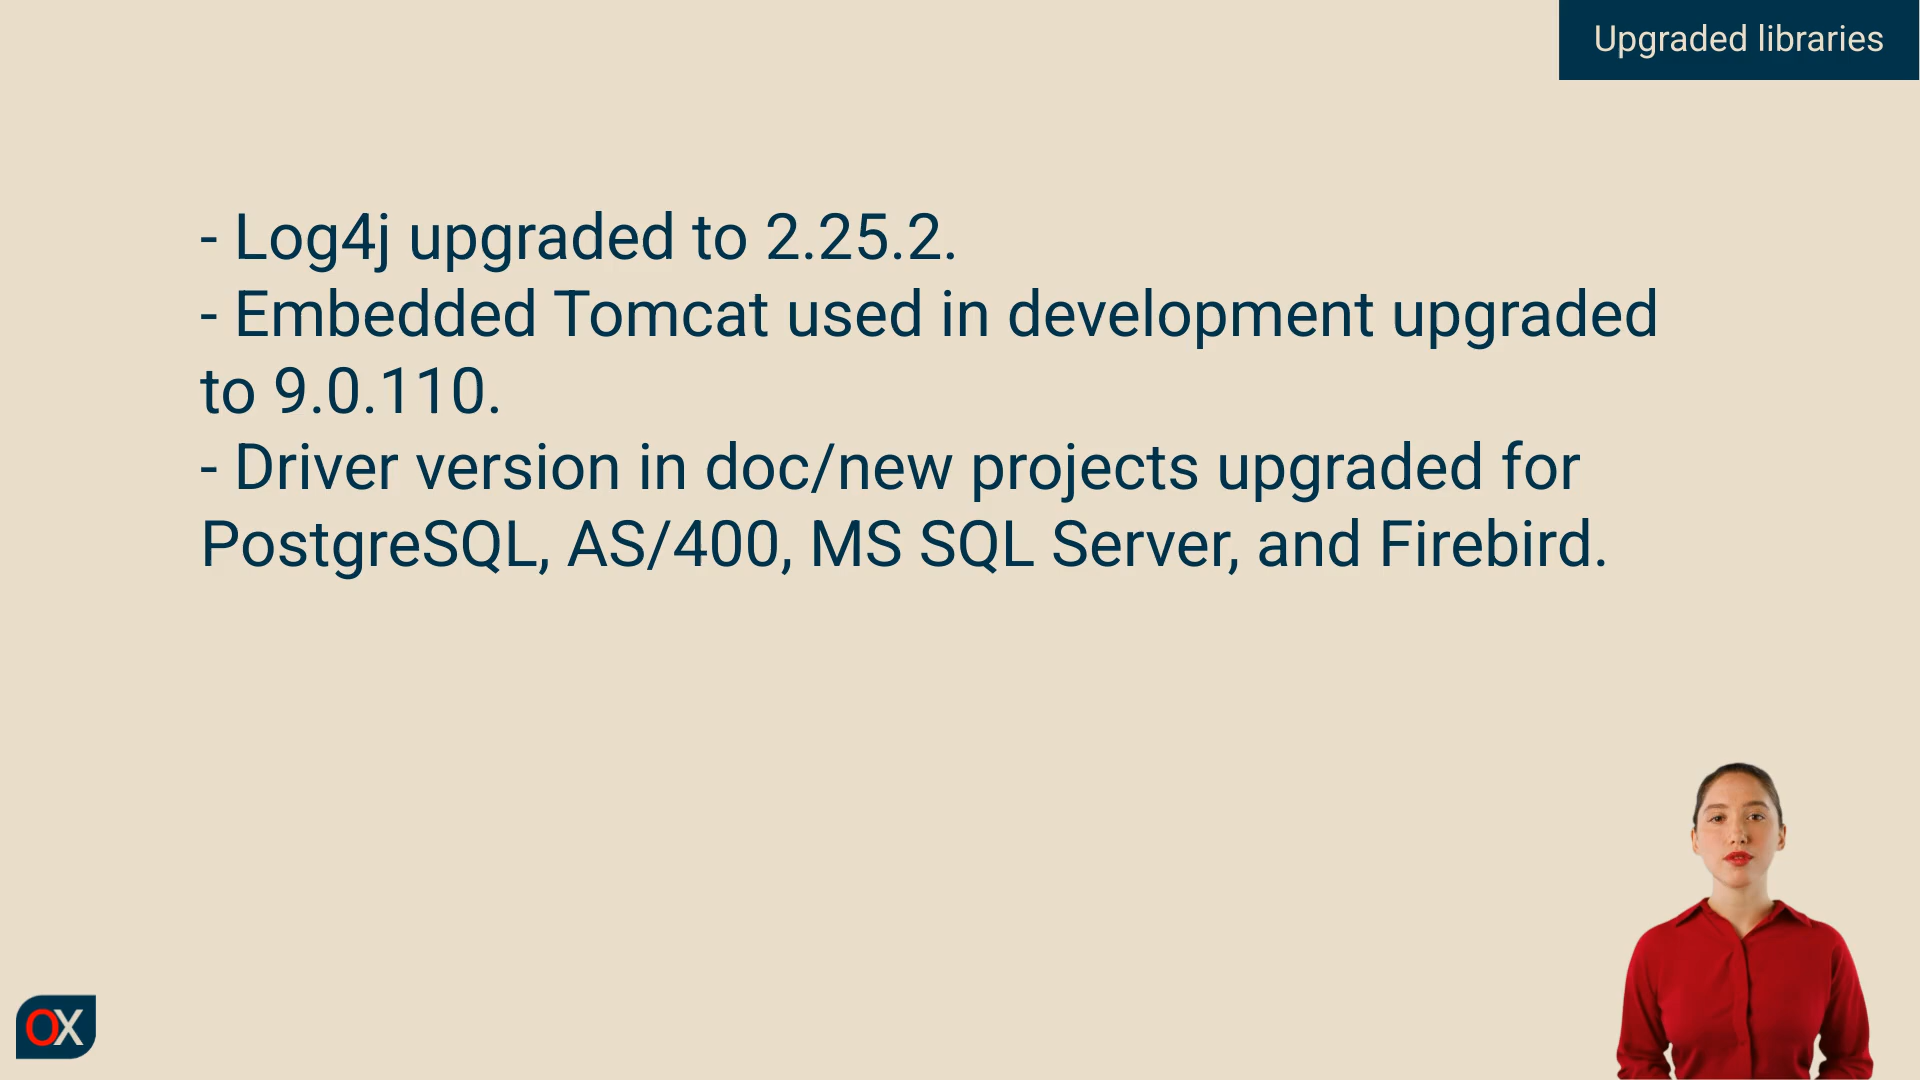 Upgraded libraries
- Log4j upgraded to 2.25.2.
- Embedded Tomcat used in development upgraded
to 9.0.110.
- Driver version in doc/new projects upgraded for
PostgreSQL, AS/400, MS SQL Server, and Firebird.
OX